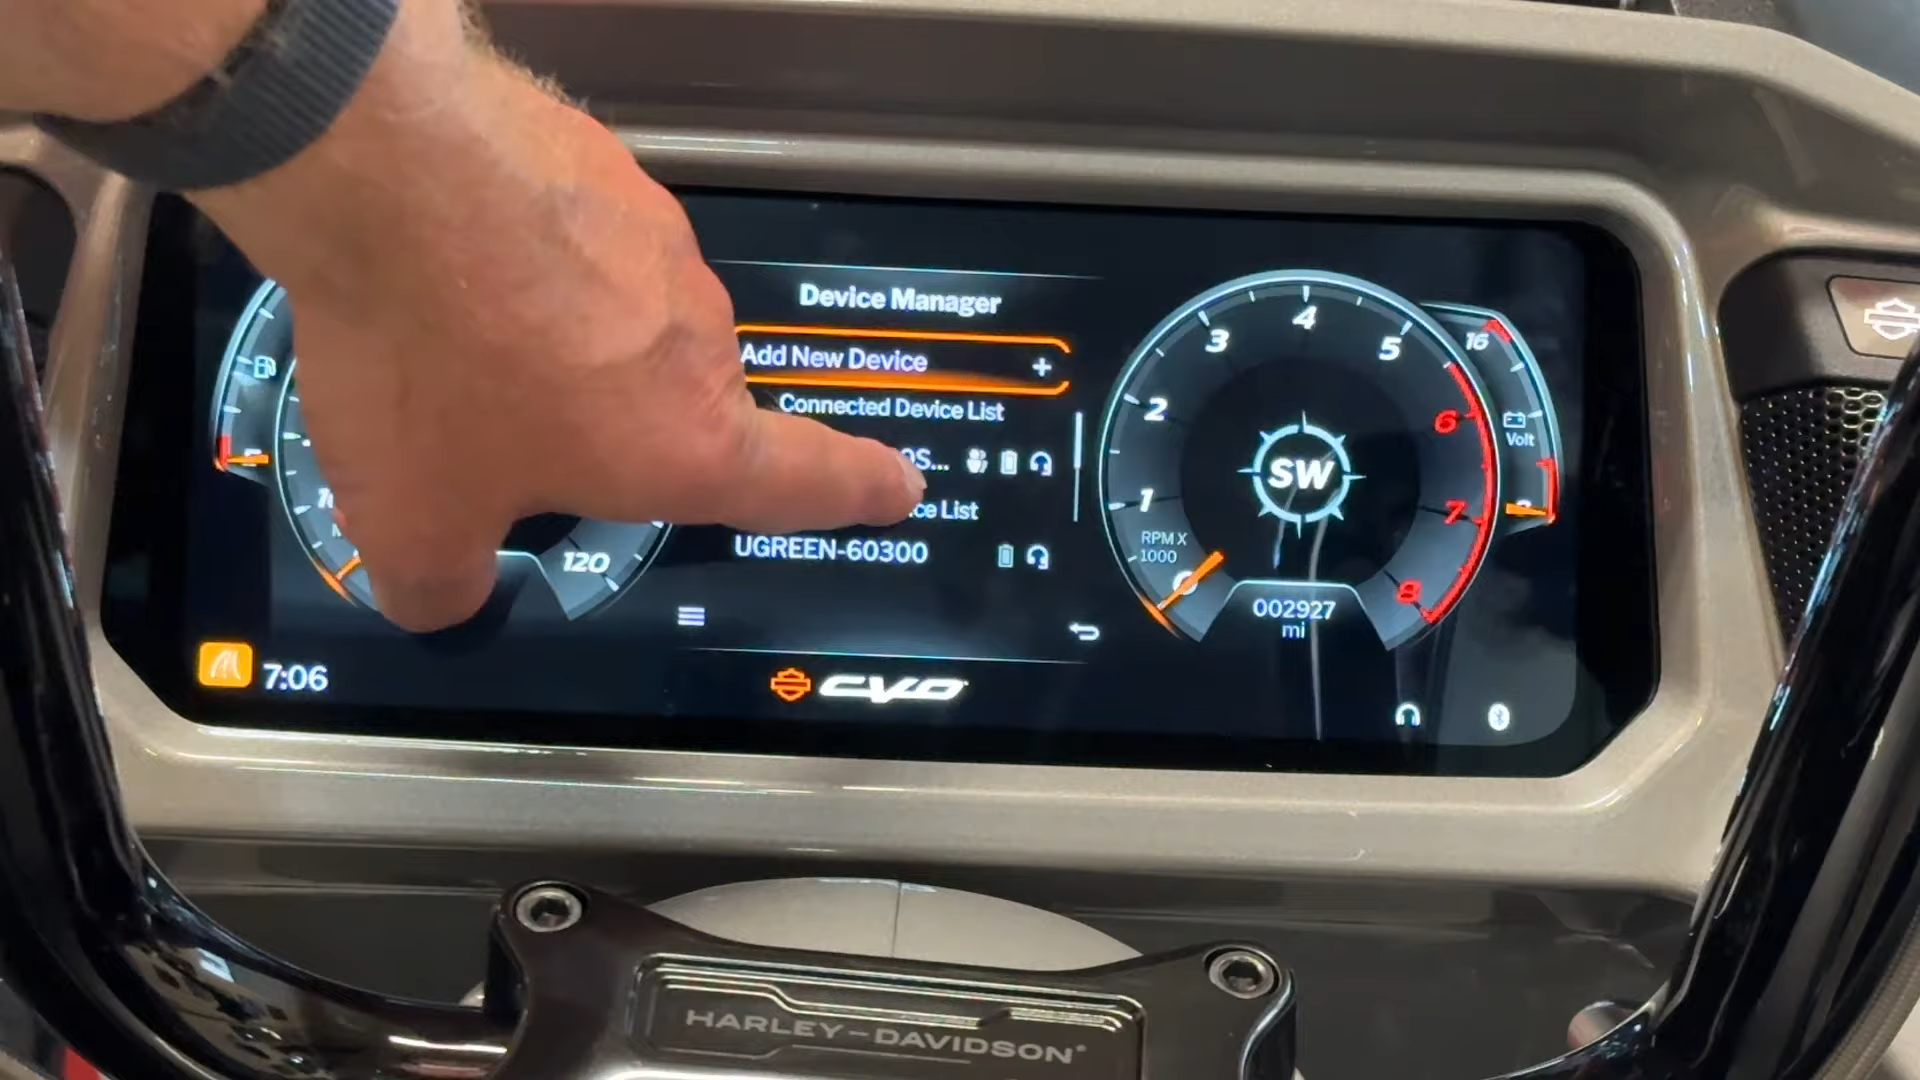 Device Manager
Add New Device +
Connected Device List
List
UGREEN-60300
120
7:06
CVO
1
2
3
4
5
6
7
8
RPM X
1000
SW
002927
mi
16
Volt
HARLEY-DAVIDSON